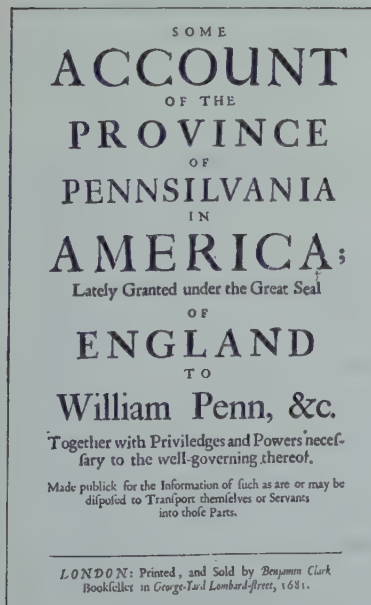 SOME
ACCOUNT
OF THE
PROVINCE
OF
PENNSILVANIA
IN
AMERICA;
Lately Granted under the Great Seal
OF
ENGLAND
TO
William Penn, &c.
Together with Priviledges and Powers neceſ-
ſary to the well-governing thereof.
Made publick for the Information of ſuch as are or may be
diſpoſed to Tranſport themſelves or Servants
into thoſe Parts.
LONDON: Printed, and Sold by Benjamin Clark
Bookſeller in George-Yard Lombard-ſtreet, 1681.